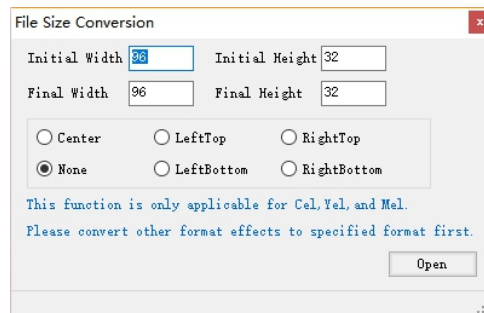 File Size Conversion
Initial Width 96 Initial Height 32
Final Width 96 Final Height 32
Center LeftTop RightTop
None LeftBottom RightBottom
This function is only applicable for Cel,Yel, and Mel.
Please convert other format effects to specified format first.
Open